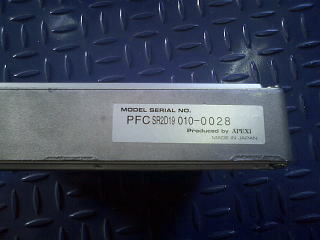 MODEL SERIAL NO.
PFC SR2D19 010-0028
Produced by APEXi
MADE IN JAPAN